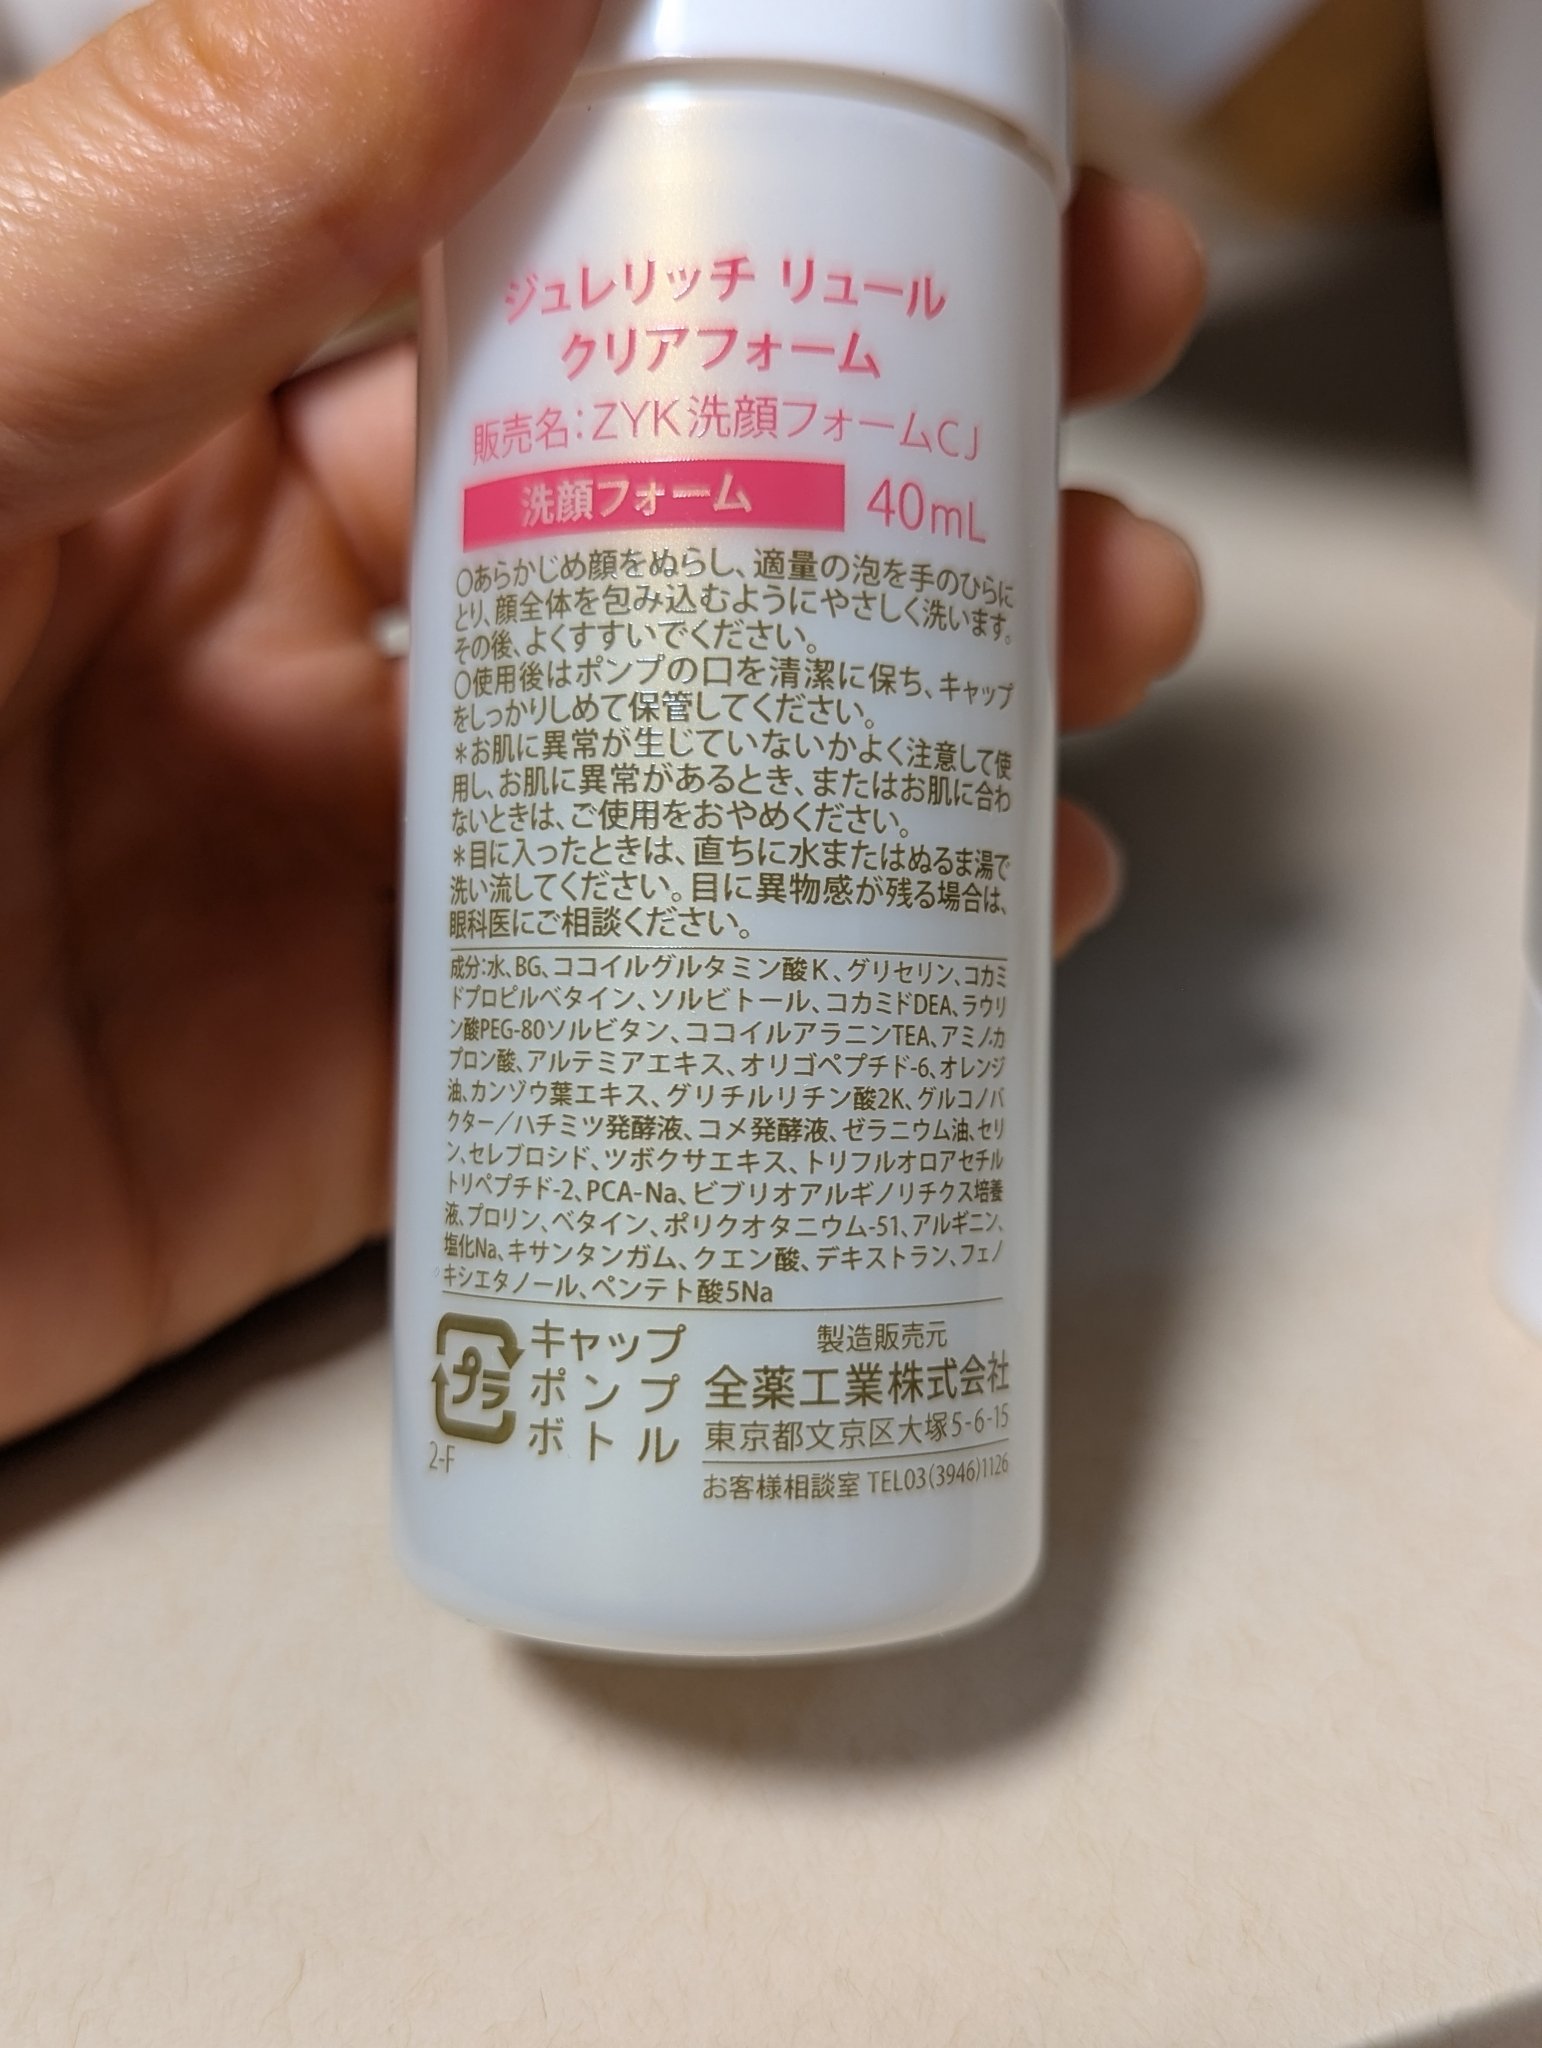 ジュレリッチ リュール
クリアフォーム
販売名：ZYK 洗顔フォームCJ
洗顔フォーム 40mL
○あらかじめ顔をぬらし、適量の泡を手のひらに
とり、顔全体を包み込むようにやさしく洗います。
その後、よくすすいでください。
○使用後はポンプの口を清潔に保ち、キャップ
をしっかりしめて保管してください。
＊お肌に異常が生じていないかよく注意して使
用し、お肌に異常があるとき、またはお肌に合わ
ないときは、ご使用をおやめください。
＊目に入ったときは、直ちに水またはぬるま湯で
洗い流してください。目に異物感が残る場合は、
眼科医にご相談ください。
成分：水、BG、ココイルグルタミン酸K、グリセリン、コカミ
ドプロピルベタイン、ソルビトール、コカミドDEA、ラウリ
ン酸PEG-80ソルビタン、ココイルアラニンTEA、アミノカ
プロン酸、アルテミアエキス、オリゴペプチド-6、オレンジ
油、カンゾウ葉エキス、グリチルリチン酸2K、グルコノバ
クター／ハチミツ発酵液、コメ発酵液、ゼラニウム油、セリ
ン、セレブロシド、ツボクサエキス、トリフルオロアセチル
トリペプチド-2、PCA-Na、ビブリオアルギノリチクス培養
液、プロリン、ベタイン、ポリクオタニウム-51、アルギニン、
塩化Na、キサンタンガム、クエン酸、デキストラン、フェノ
キシエタノール、ペンテト酸5Na
プラ
キャップ
ポンプ
ボトル
2-F
製造販売元
全薬工業株式会社
東京都文京区大塚5-6-15
お客様相談室 TEL03(3946)1126